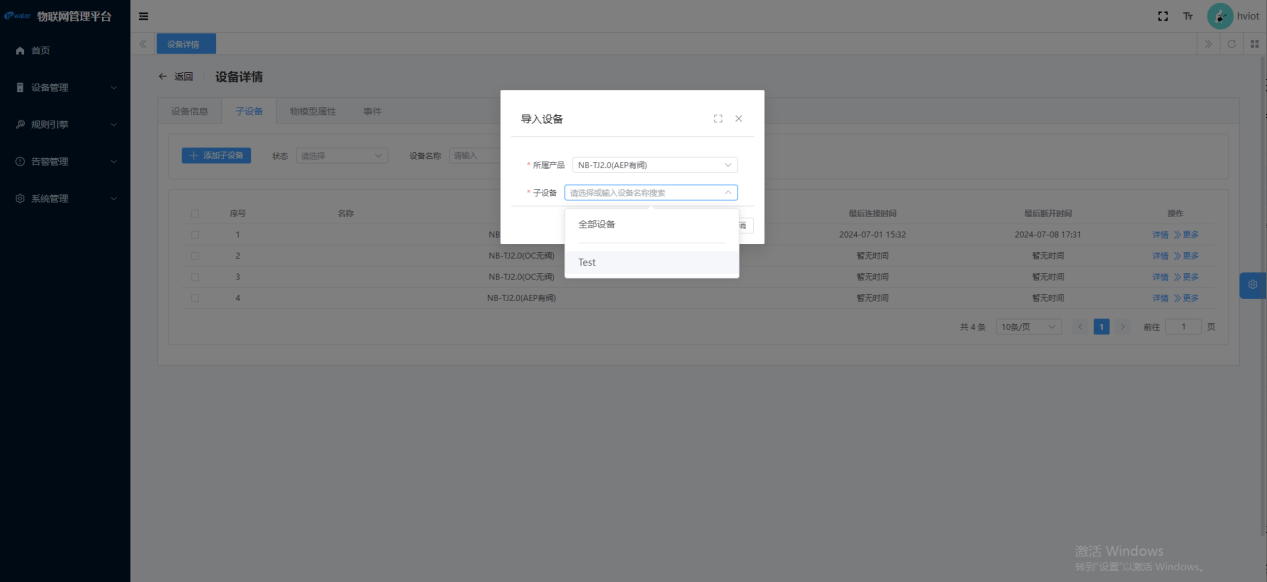 water 物联网管理平台
Tr hviot
首页
设备管理
规则引擎
告警管理
系统管理
设备详情
返回 设备详情
设备信息 子设备 物模型属性 事件
添加子设备 状态 请选择 设备名称 请输入
导入设备
* 所属产品 NB-TJ2.0(AEP有阀)
* 子设备 请选择或输入设备名称搜索
全部设备
Test
序号 名称 最后连接时间 最后断开时间 操作
1 NB 2024-07-01 15:32 2024-07-08 17:31 详情 更多
2 NB-TJ2.0(OC无阀) 暂无时间 暂无时间 详情 更多
3 NB-TJ2.0(OC无阀) 暂无时间 暂无时间 详情 更多
4 NB-TJ2.0(AEP有阀) 暂无时间 暂无时间 详情 更多
共 4 条 10条/页 1 前往 1 页
激活 Windows
转到"设置"以激活 Windows。